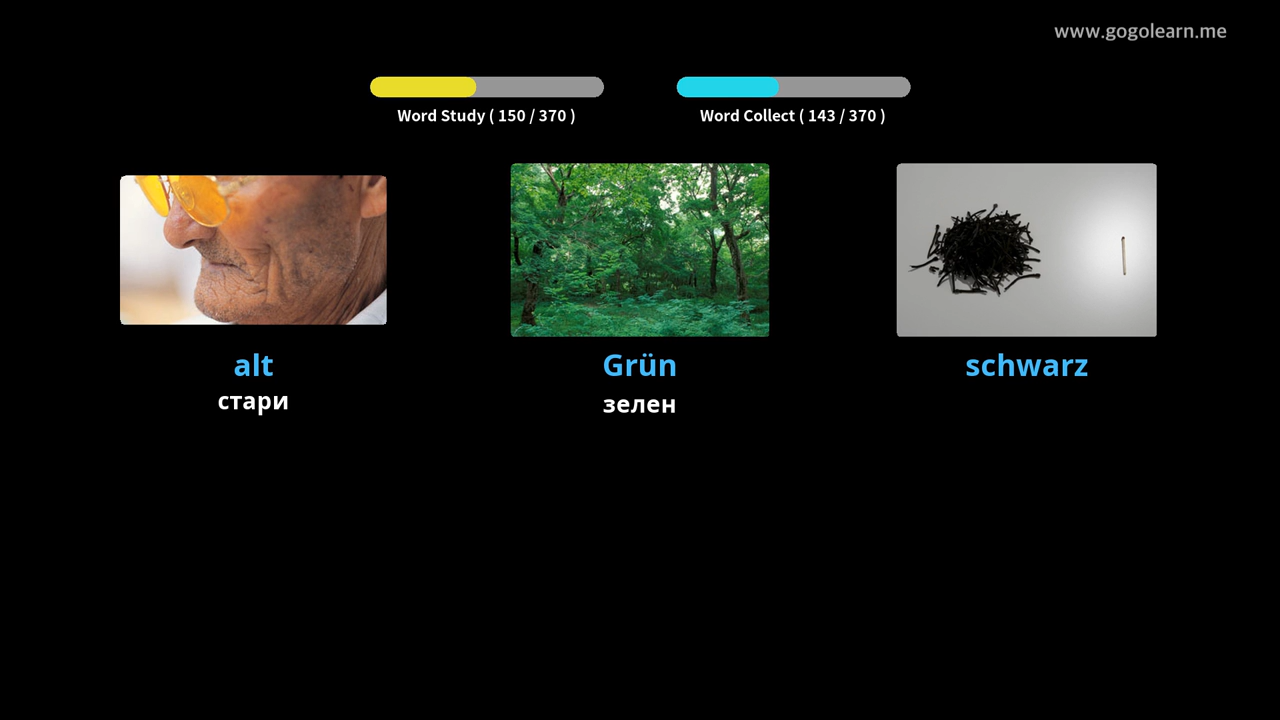 www.gogolearn.me
Word Study ( 150 / 370 )
Word Collect ( 143 / 370 )
alt
стари
Grün
зелен
schwarz